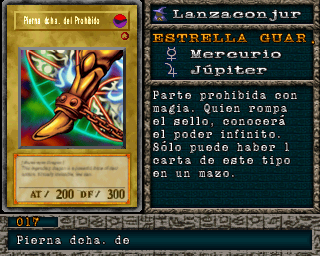 Pierna dcha. del Prohibido
AT/ 200 DF/ 300
Lanzaconjur
ESTRELLA GUAR.
Mercurio
Júpiter
Parte prohibida con
magia. Quien rompa
el sello, conocerá
el poder infinito.
Sólo puede haber 1
carta de este tipo
en un mazo.
017
Pierna dcha. de